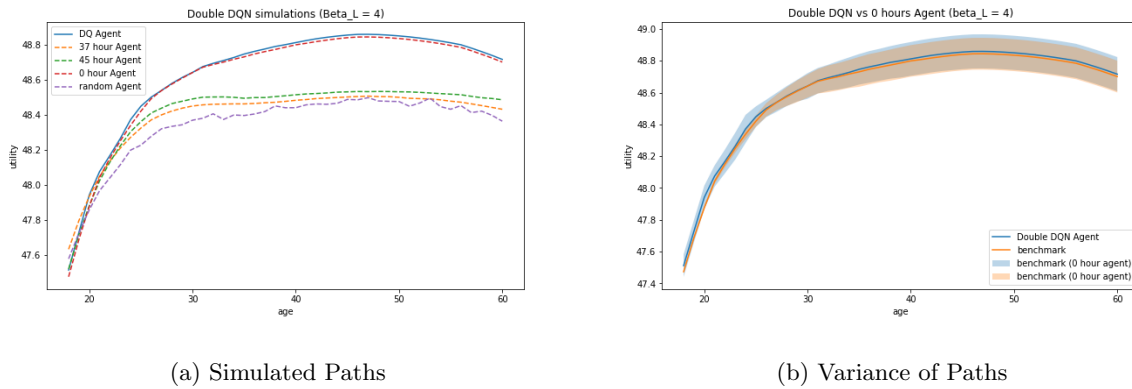 Double DQN simulations (Beta_L = 4)
DQ Agent
37 hour Agent
45 hour Agent
0 hour Agent
random Agent
48.8
48.6
48.4
48.2
48.0
47.8
47.6
utility
20 30 40 50 60
age
(a) Simulated Paths
Double DQN vs 0 hours Agent (beta_L = 4)
49.0
48.8
48.6
48.4
48.2
48.0
47.8
47.6
47.4
utility
Double DQN Agent
benchmark
benchmark (0 hour agent)
benchmark (0 hour agent)
20 30 40 50 60
age
(b) Variance of Paths